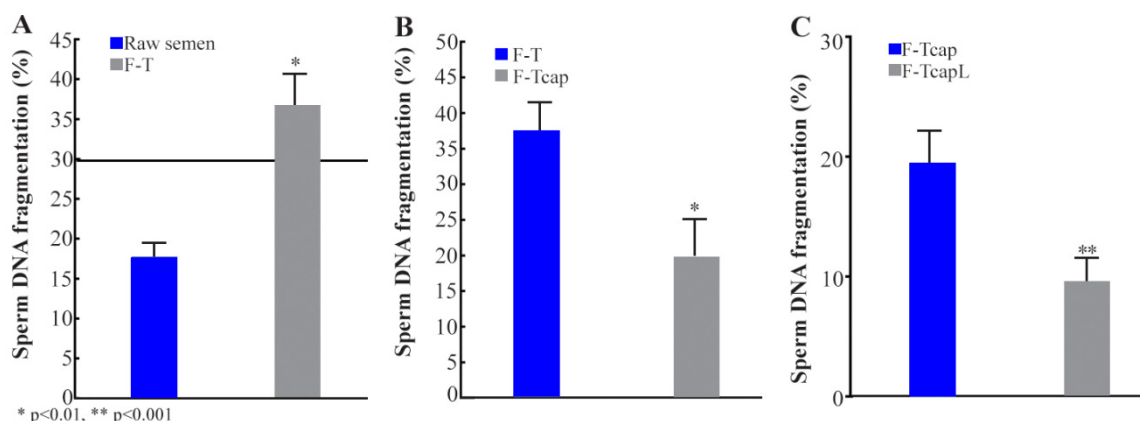 A
Sperm DNA fragmentation (%)
45
40
35
30
25
20
15
10
5
0
Raw semen
F-T
*
* p<0.01, ** p<0.001
B
Sperm DNA fragmentation (%)
50
45
40
35
30
25
20
15
10
5
0
F-T
F-Tcap
*
C
Sperm DNA fragmentation (%)
30
20
10
0
F-Tcap
F-TcapL
**